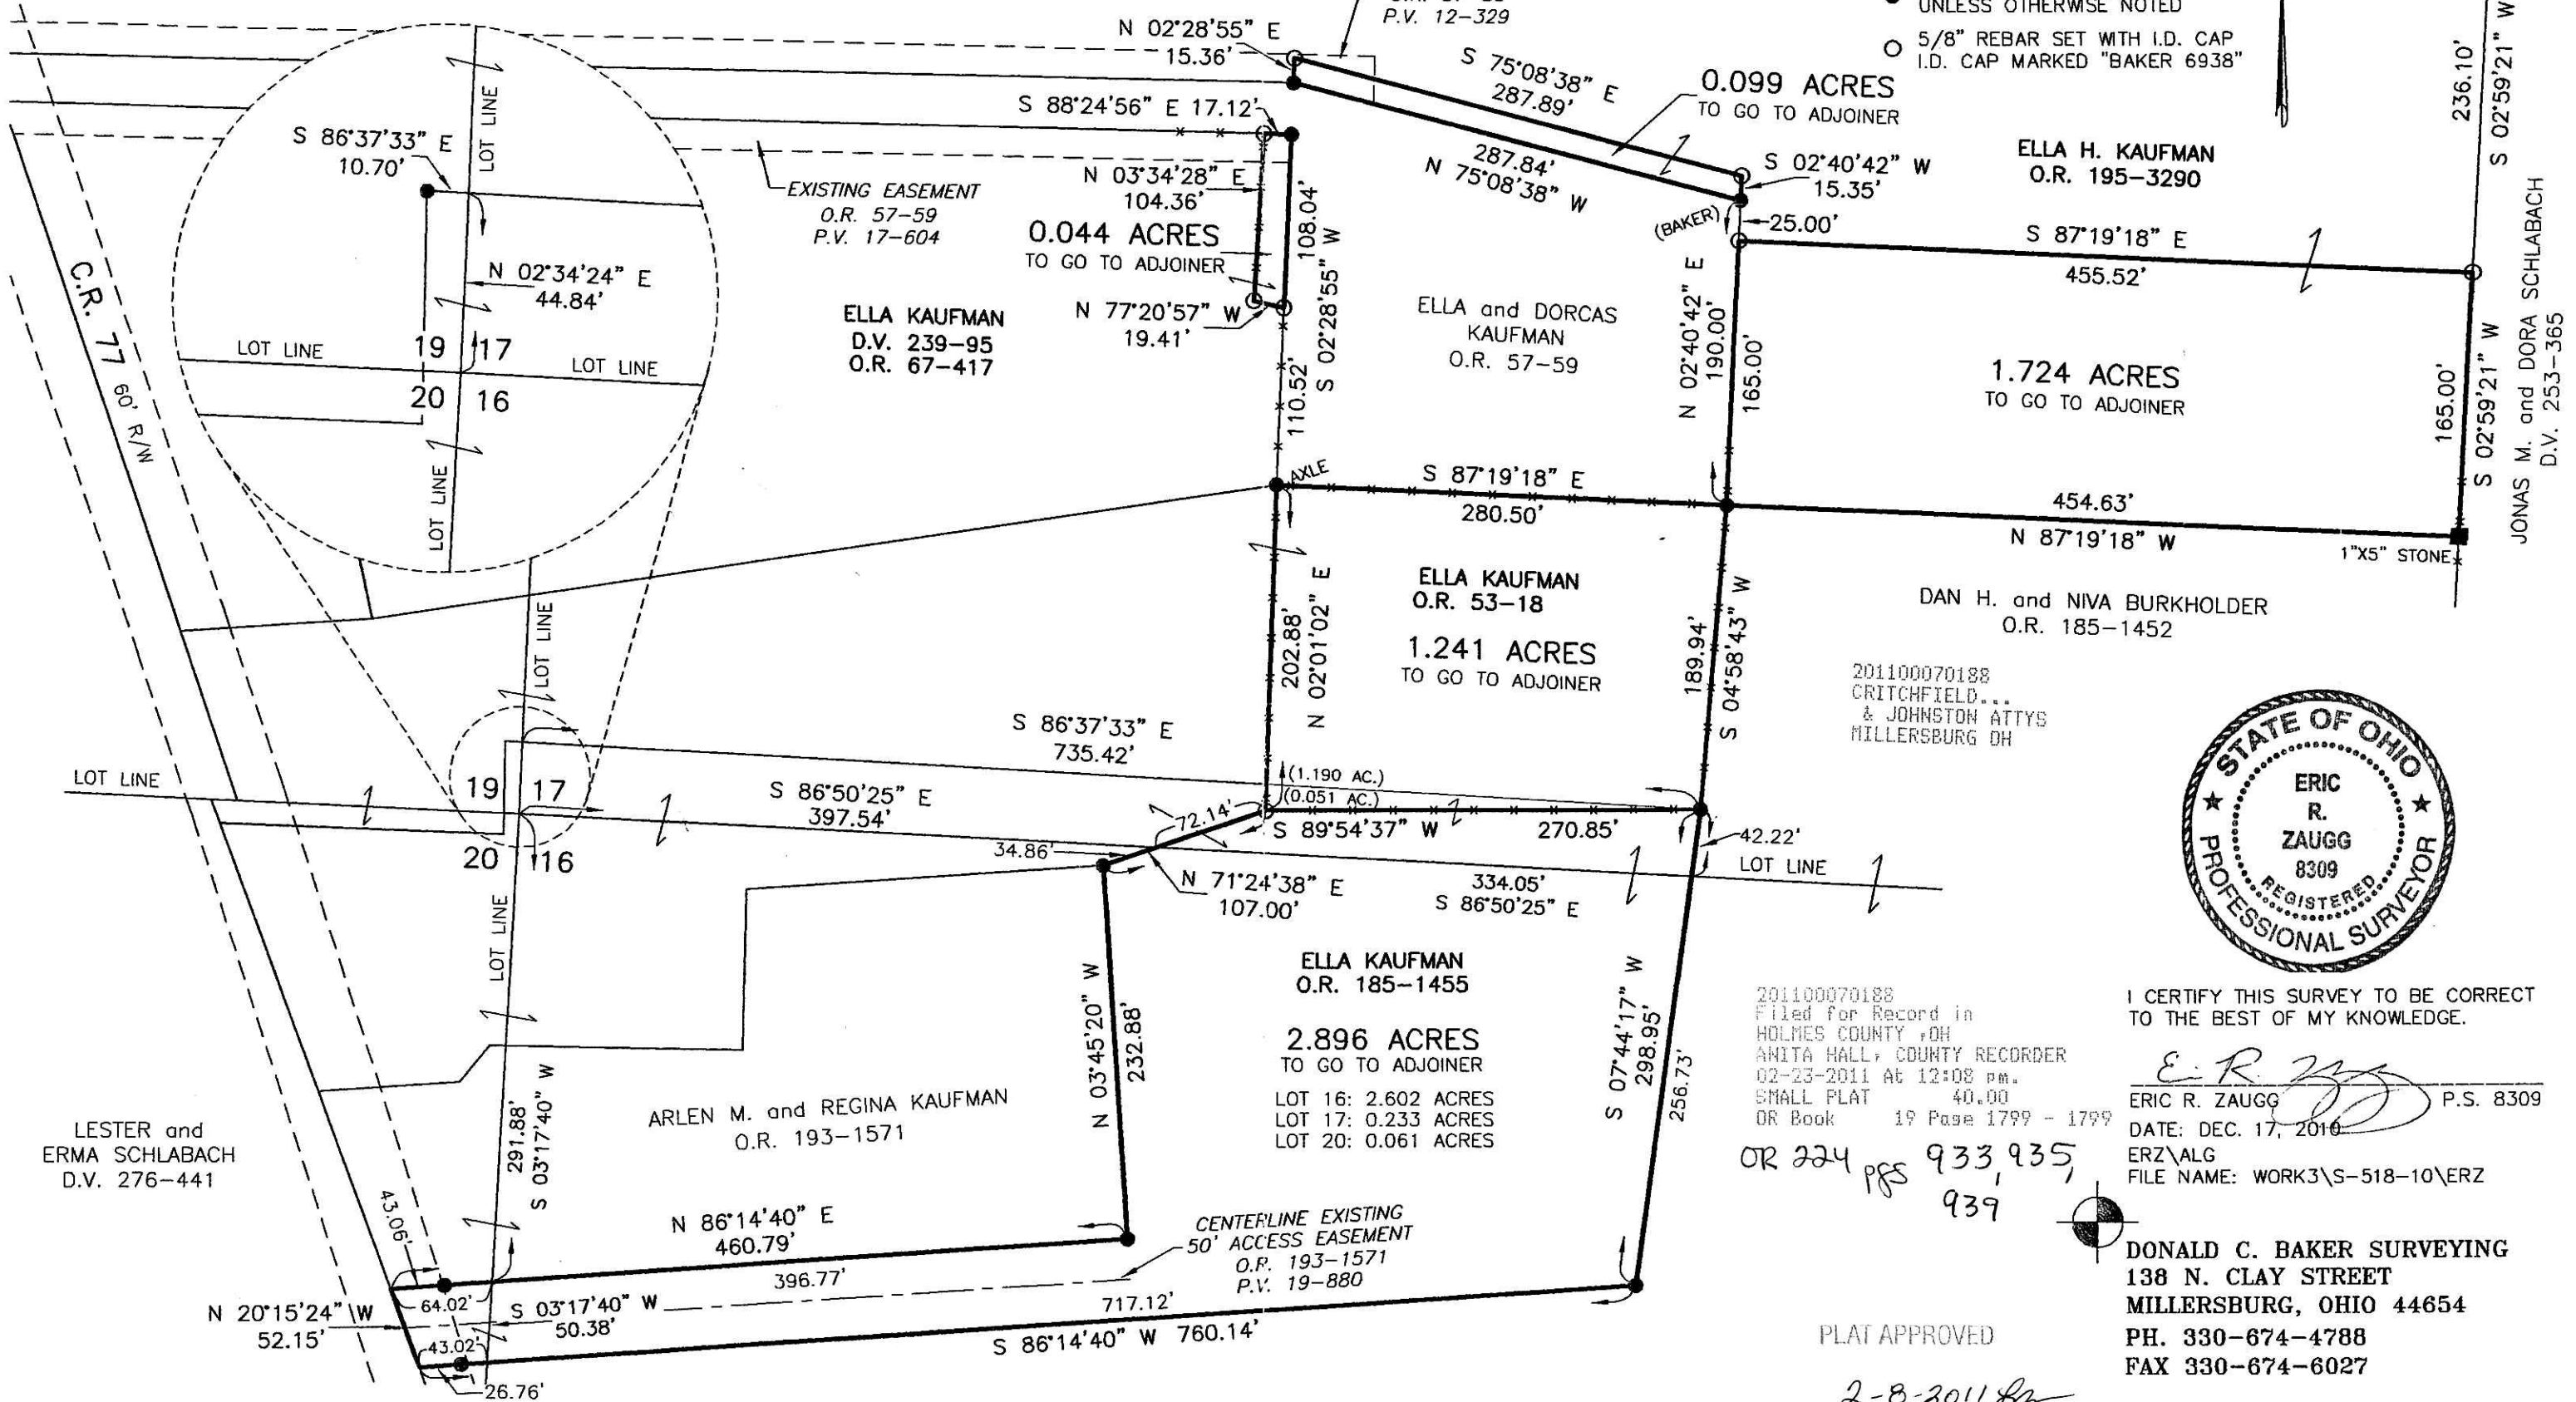 P.V. 12-329
N 02°28'55" E
15.36'
UNLESS OTHERWISE NOTED
5/8" REBAR SET WITH I.D. CAP
I.D. CAP MARKED "BAKER 6938"
236.10'
S 02°59'21" W
S 75°08'38" E
287.89'
0.099 ACRES
TO GO TO ADJOINER
S 88°24'56" E 17.12'
LOT LINE
S 86°37'33" E
10.70'
N 02°34'24" E
44.84'
LOT LINE
19 17
LOT LINE
20 16
LOT LINE
C.R. 77 60' R/W
EXISTING EASEMENT
O.R. 57-59
P.V. 17-604
N 03°34'28" E
104.36'
0.044 ACRES
TO GO TO ADJOINER
108.04'
S 02°28'55" W
N 77°20'57" W
19.41'
110.52'
ELLA KAUFMAN
D.V. 239-95
O.R. 67-417
287.84'
N 75°08'38" W
S 02°40'42" W
15.35'
(BAKER)
25.00'
ELLA H. KAUFMAN
O.R. 195-3290
ELLA and DORCAS
KAUFMAN
O.R. 57-59
N 02°40'42" E
190.00'
165.00'
S 87°19'18" E
455.52'
1.724 ACRES
TO GO TO ADJOINER
165.00'
S 02°59'21" W
JONAS M. and DORA SCHLABACH
D.V. 253-365
AXLE
S 87°19'18" E
280.50'
454.63'
N 87°19'18" W
1"X5" STONE
ELLA KAUFMAN
O.R. 53-18
1.241 ACRES
TO GO TO ADJOINER
202.88'
N 02°01'02" E
189.94'
S 04°58'43" W
DAN H. and NIVA BURKHOLDER
O.R. 185-1452
201100070188
CRITCHFIELD...
& JOHNSTON ATTYS
MILLERSBURG OH
STATE OF OHIO
ERIC
R.
ZAUGG
8309
REGISTERED
PROFESSIONAL SURVEYOR
LOT LINE
S 86°37'33" E
735.42'
LOT LINE
19 17
S 86°50'25" E
397.54'
20 16
LOT LINE
(1.190 AC.)
(0.051 AC.)
72.14'
S 89°54'37" W 270.85'
34.86'
42.22'
LOT LINE
N 71°24'38" E
107.00'
334.05'
S 86°50'25" E
ELLA KAUFMAN
O.R. 185-1455
2.896 ACRES
TO GO TO ADJOINER
LOT 16: 2.602 ACRES
LOT 17: 0.233 ACRES
LOT 20: 0.061 ACRES
N 03°45'20" W
232.88'
S 07°44'17" W
298.95'
256.73'
ARLEN M. and REGINA KAUFMAN
O.R. 193-1571
291.88'
S 03°17'40" W
LESTER and
ERMA SCHLABACH
D.V. 276-441
43.06'
N 86°14'40" E
460.79'
396.77'
CENTERLINE EXISTING
50' ACCESS EASEMENT
O.R. 193-1571
P.V. 19-880
64.02'
N 20°15'24" W
52.15'
S 03°17'40" W
50.38'
43.02'
26.76'
717.12'
S 86°14'40" W 760.14'
201100070188
Filed for Record in
HOLMES COUNTY ,OH
ANITA HALL, COUNTY RECORDER
02-23-2011 At 12:08 pm.
SMALL PLAT 40.00
OR Book 19 Page 1799 - 1799
OR 224 pgs 933, 935,
939
I CERTIFY THIS SURVEY TO BE CORRECT
TO THE BEST OF MY KNOWLEDGE.
ERIC R. ZAUGG P.S. 8309
DATE: DEC. 17, 2010
ERZ\ALG
FILE NAME: WORK3\S-518-10\ERZ
DONALD C. BAKER SURVEYING
138 N. CLAY STREET
MILLERSBURG, OHIO 44654
PH. 330-674-4788
FAX 330-674-6027
PLAT APPROVED
2-8-2011